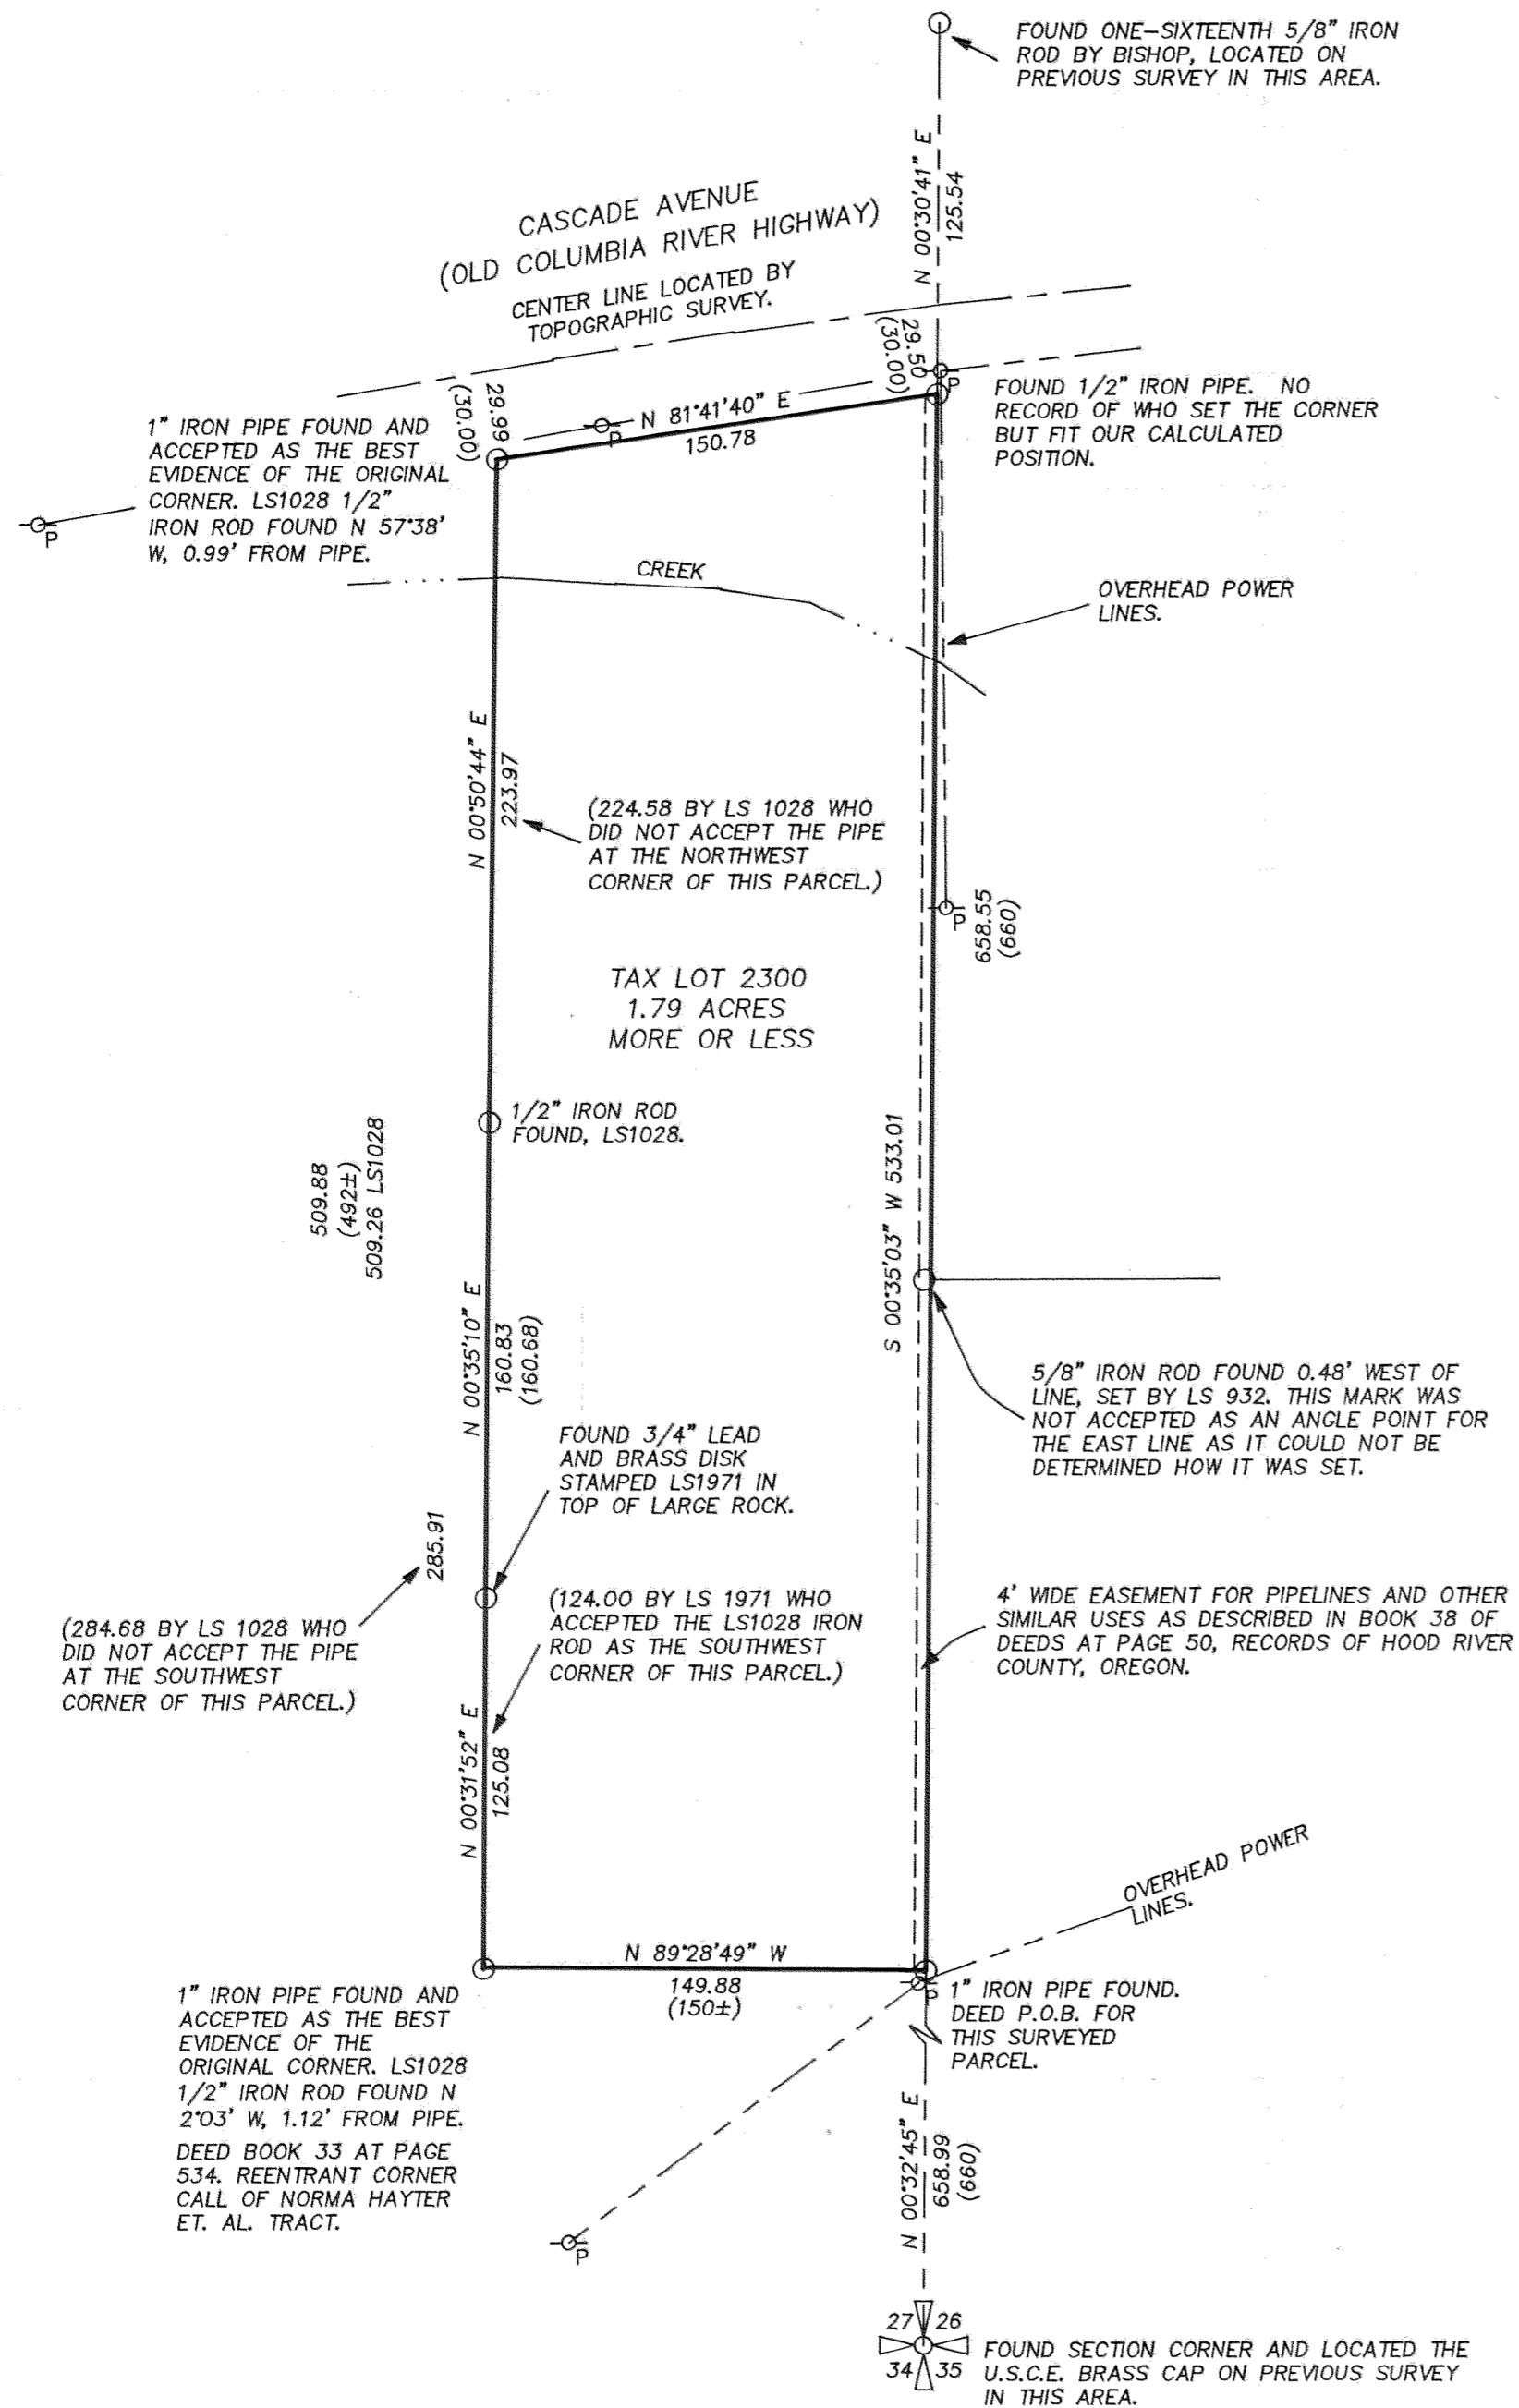 FOUND ONE-SIXTEENTH 5/8" IRON
ROD BY BISHOP, LOCATED ON
PREVIOUS SURVEY IN THIS AREA.
N 00°30'41" E
125.54
CASCADE AVENUE
(OLD COLUMBIA RIVER HIGHWAY)
CENTER LINE LOCATED BY
TOPOGRAPHIC SURVEY.
29.50
(30.00)
29.99
(30.00)
P
FOUND 1/2" IRON PIPE. NO
RECORD OF WHO SET THE CORNER
BUT FIT OUR CALCULATED
POSITION.
N 81°41'40" E
150.78
P
1" IRON PIPE FOUND AND
ACCEPTED AS THE BEST
EVIDENCE OF THE ORIGINAL
CORNER. LS1028 1/2"
IRON ROD FOUND N 57°38'
W, 0.99' FROM PIPE.
P
CREEK
OVERHEAD POWER
LINES.
N 00°50'44" E
223.97
(224.58 BY LS 1028 WHO
DID NOT ACCEPT THE PIPE
AT THE NORTHWEST
CORNER OF THIS PARCEL.)
P
658.55
(660)
TAX LOT 2300
1.79 ACRES
MORE OR LESS
1/2" IRON ROD
FOUND, LS1028.
509.88
(492±)
509.26 LS1028
S 00°35'03" W 533.01
N 00°35'10" E
160.83
(160.68)
5/8" IRON ROD FOUND 0.48' WEST OF
LINE, SET BY LS 932. THIS MARK WAS
NOT ACCEPTED AS AN ANGLE POINT FOR
THE EAST LINE AS IT COULD NOT BE
DETERMINED HOW IT WAS SET.
FOUND 3/4" LEAD
AND BRASS DISK
STAMPED LS1971 IN
TOP OF LARGE ROCK.
285.91
(284.68 BY LS 1028 WHO
DID NOT ACCEPT THE PIPE
AT THE SOUTHWEST
CORNER OF THIS PARCEL.)
(124.00 BY LS 1971 WHO
ACCEPTED THE LS1028 IRON
ROD AS THE SOUTHWEST
CORNER OF THIS PARCEL.)
4' WIDE EASEMENT FOR PIPELINES AND OTHER
SIMILAR USES AS DESCRIBED IN BOOK 38 OF
DEEDS AT PAGE 50, RECORDS OF HOOD RIVER
COUNTY, OREGON.
N 00°31'52" E
125.08
OVERHEAD POWER
LINES.
N 89°28'49" W
149.88
(150±)
P
1" IRON PIPE FOUND.
DEED P.O.B. FOR
THIS SURVEYED
PARCEL.
1" IRON PIPE FOUND AND
ACCEPTED AS THE BEST
EVIDENCE OF THE
ORIGINAL CORNER. LS1028
1/2" IRON ROD FOUND N
2°03' W, 1.12' FROM PIPE.
DEED BOOK 33 AT PAGE
534. REENTRANT CORNER
CALL OF NORMA HAYTER
ET. AL. TRACT.
P
N 00°32'45" E
658.99
(660)
27 26
34 35
FOUND SECTION CORNER AND LOCATED THE
U.S.C.E. BRASS CAP ON PREVIOUS SURVEY
IN THIS AREA.